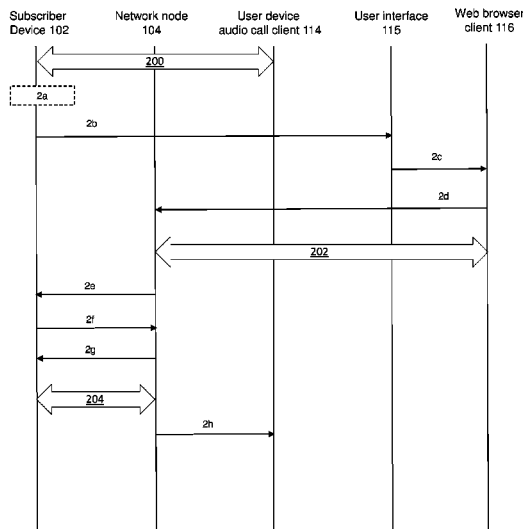 Subscriber
Device 102
Network node
104
User device
audio call client 114
User interface
115
Web browser
client 116
200
2a
2b
2c
2d
202
2e
2f
2g
204
2h